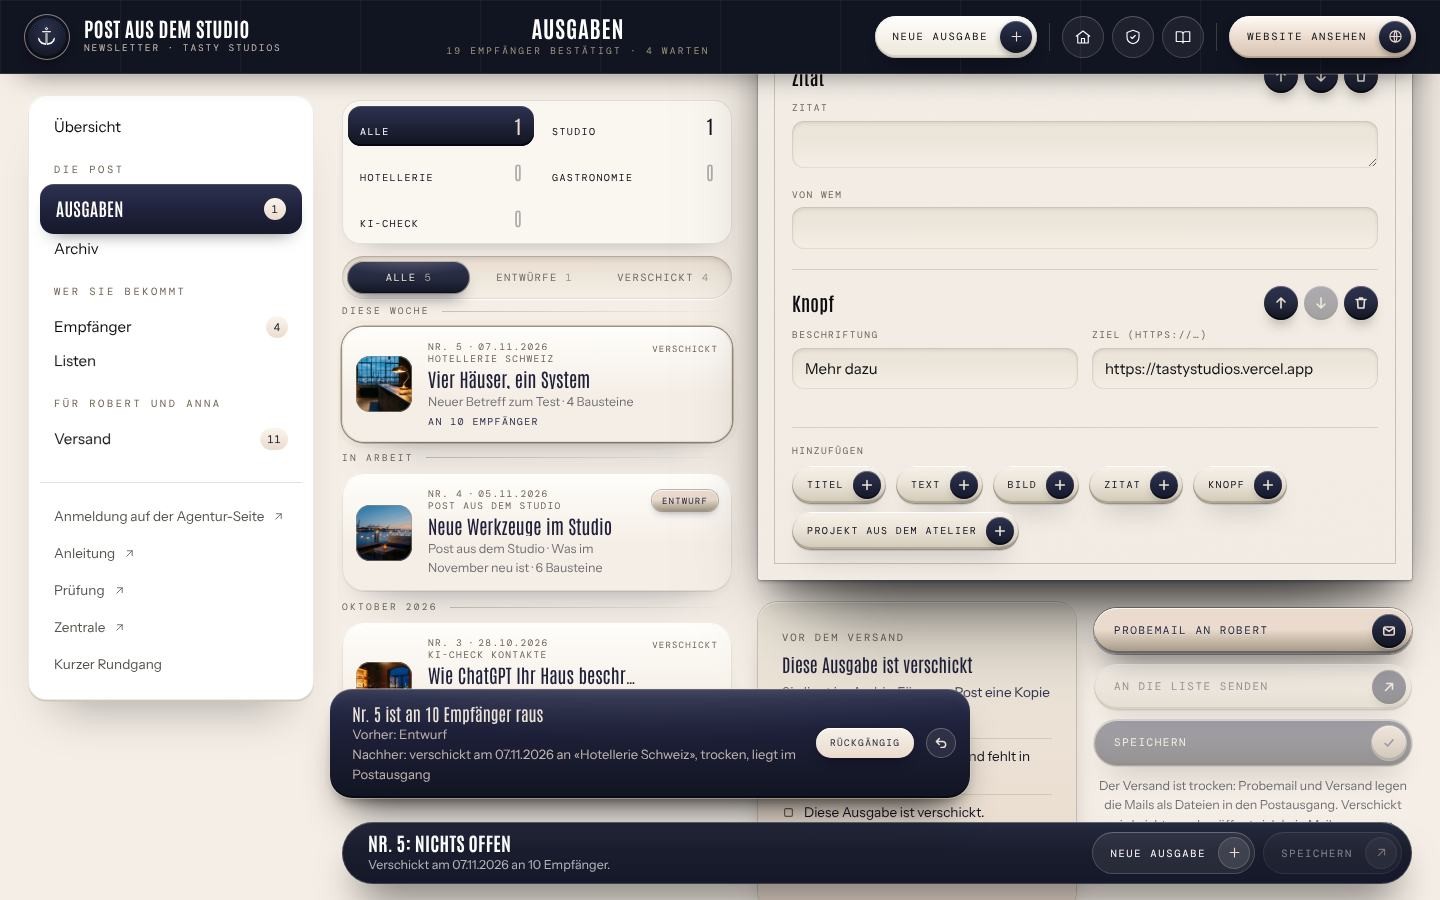 POST AUS DEM STUDIO
NEWSLETTER · TASTY STUDIOS
AUSGABEN
19 EMPFÄNGER BESTÄTIGT · 4 WARTEN
NEUE AUSGABE
WEBSITE ANSEHEN
Übersicht
DIE POST
AUSGABEN 1
Archiv
WER SIE BEKOMMT
Empfänger 4
Listen
FÜR ROBERT UND ANNA
Versand 11
Anmeldung auf der Agentur-Seite
Anleitung
Prüfung
Zentrale
Kurzer Rundgang
ALLE 1
STUDIO 1
HOTELLERIE 0
GASTRONOMIE 0
KI-CHECK 0
ALLE 5
ENTWÜRFE 1
VERSCHICKT 4
DIESE WOCHE
NR. 5 · 07.11.2026
HOTELLERIE SCHWEIZ
VERSCHICKT
Vier Häuser, ein System
Neuer Betreff zum Test · 4 Bausteine
AN 10 EMPFÄNGER
IN ARBEIT
NR. 4 · 05.11.2026
POST AUS DEM STUDIO
ENTWURF
Neue Werkzeuge im Studio
Post aus dem Studio · Was im
November neu ist · 6 Bausteine
OKTOBER 2026
NR. 3 · 28.10.2026
KI-CHECK KONTAKTE
VERSCHICKT
Wie ChatGPT Ihr Haus beschr…
Zitat
ZITAT
VON WEM
Knopf
BESCHRIFTUNG
ZIEL (HTTPS://…)
Mehr dazu
https://tastystudios.vercel.app
HINZUFÜGEN
TITEL
TEXT
BILD
ZITAT
KNOPF
PROJEKT AUS DEM ATELIER
VOR DEM VERSAND
Diese Ausgabe ist verschickt
Post eine Kopie
nd fehlt in
Diese Ausgabe ist verschickt.
PROBEMAIL AN ROBERT
AN DIE LISTE SENDEN
SPEICHERN
Der Versand ist trocken: Probemail und Versand legen
die Mails als Dateien in den Postausgang. Verschickt
Nr. 5 ist an 10 Empfänger raus
Vorher: Entwurf
Nachher: verschickt am 07.11.2026 an «Hotellerie Schweiz», trocken, liegt im
Postausgang
RÜCKGÄNGIG
NR. 5: NICHTS OFFEN
Verschickt am 07.11.2026 an 10 Empfänger.
NEUE AUSGABE
SPEICHERN